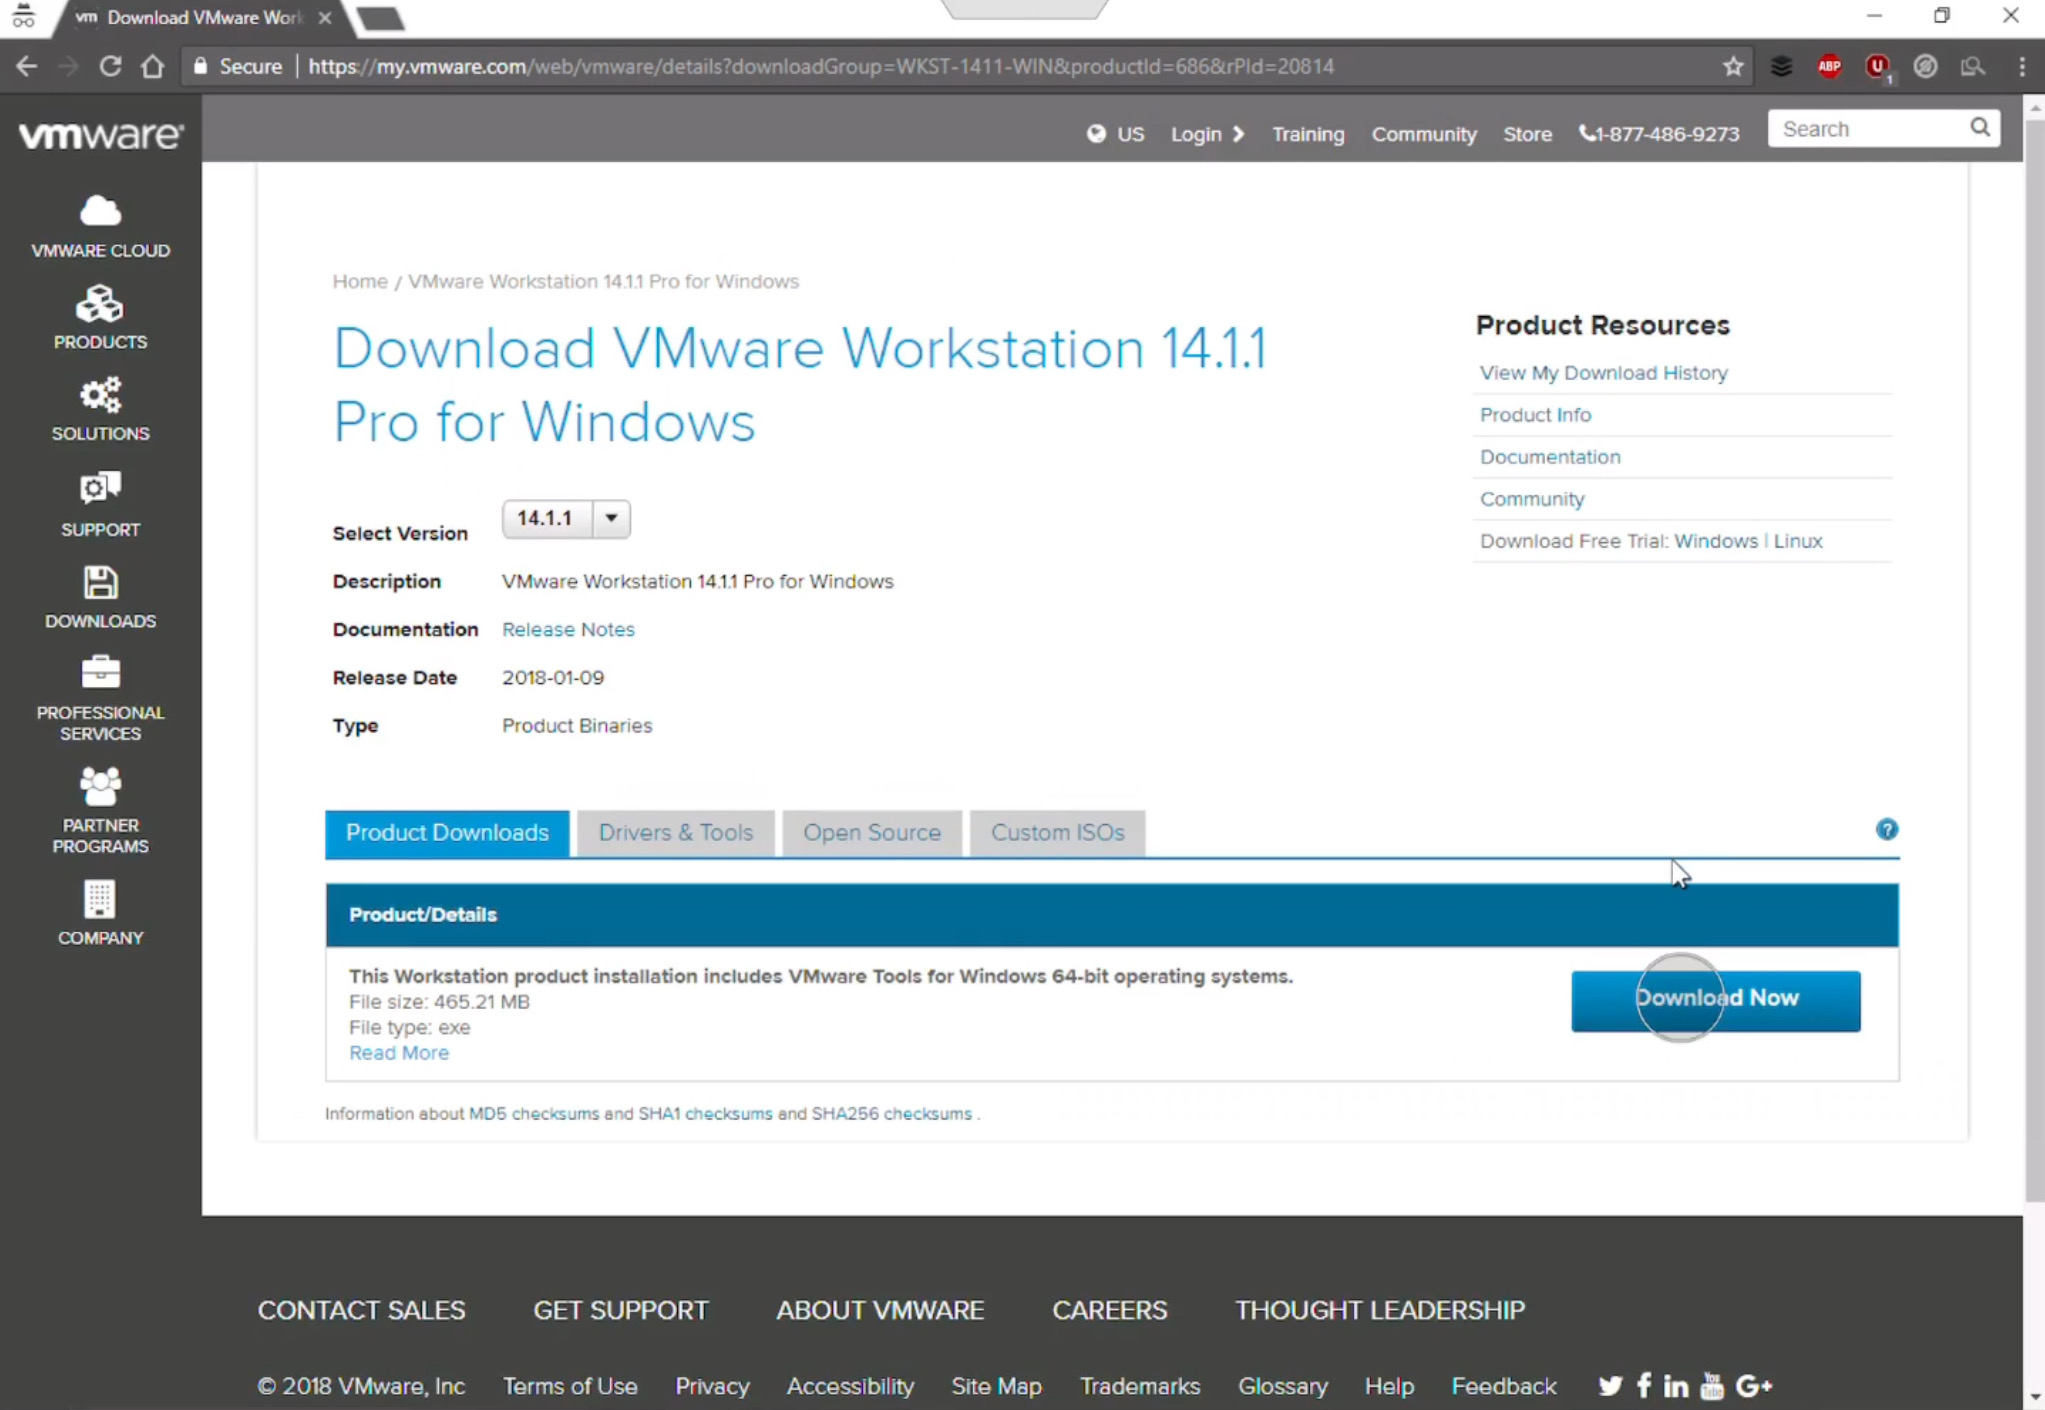 vm Download VMware Work
Secure | https://my.vmware.com/web/vmware/details?downloadGroup=WKST-1411-WIN&productId=686&rPId=20814
ABP
U
1
vmware
US Login Training Community Store 1-877-486-9273 Search
VMWARE CLOUD
PRODUCTS
SOLUTIONS
SUPPORT
DOWNLOADS
PROFESSIONAL
SERVICES
PARTNER
PROGRAMS
COMPANY
Home / VMware Workstation 14.1.1 Pro for Windows
Download VMware Workstation 14.1.1
Pro for Windows
Select Version 14.1.1
Description VMware Workstation 14.1.1 Pro for Windows
Documentation Release Notes
Release Date 2018-01-09
Type Product Binaries
Product Resources
View My Download History
Product Info
Documentation
Community
Download Free Trial: Windows | Linux
Product Downloads Drivers & Tools Open Source Custom ISOs ?
Product/Details
This Workstation product installation includes VMware Tools for Windows 64-bit operating systems.
File size: 465.21 MB
File type: exe
Read More
Download Now
Information about MD5 checksums and SHA1 checksums and SHA256 checksums .
CONTACT SALES GET SUPPORT ABOUT VMWARE CAREERS THOUGHT LEADERSHIP
© 2018 VMware, Inc Terms of Use Privacy Accessibility Site Map Trademarks Glossary Help Feedback f in You Tube G+